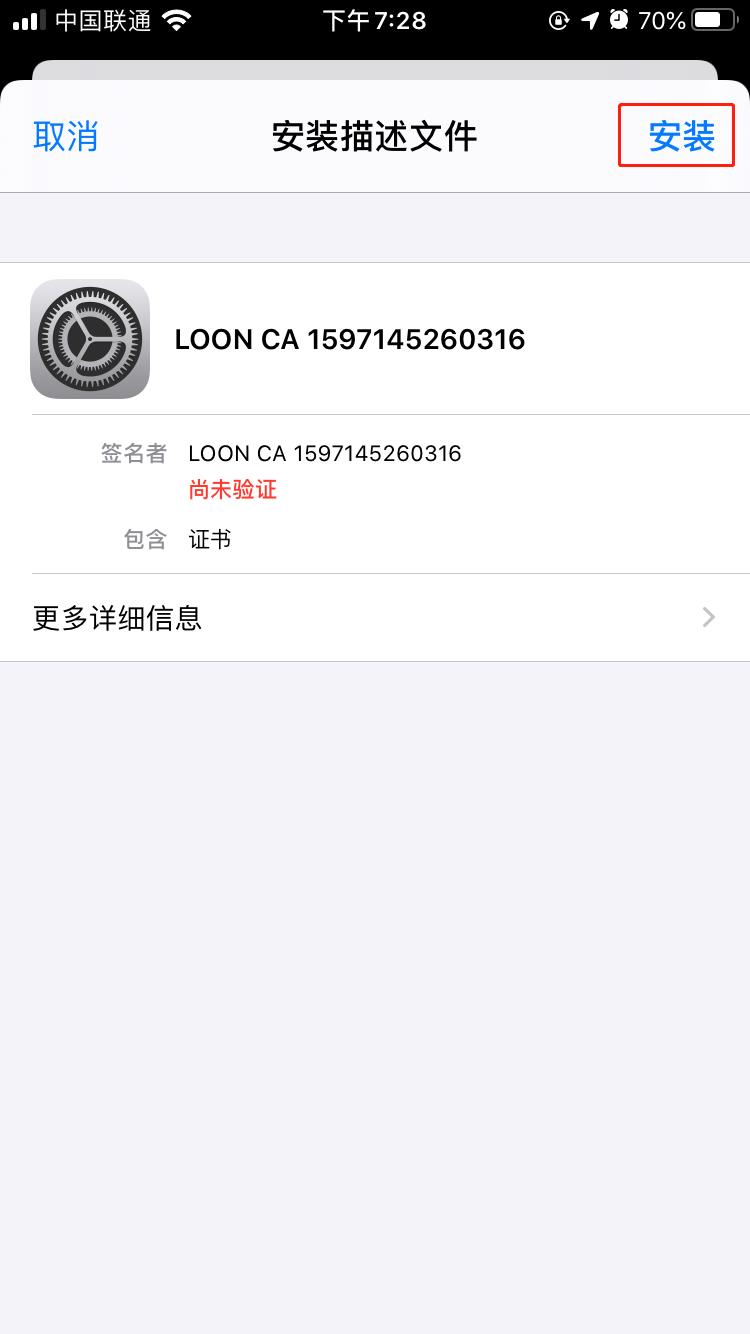 中国联通 下午7:28 70%
取消 安装描述文件 安装
LOON CA 1597145260316
签名者 LOON CA 1597145260316
尚未验证
包含 证书
更多详细信息